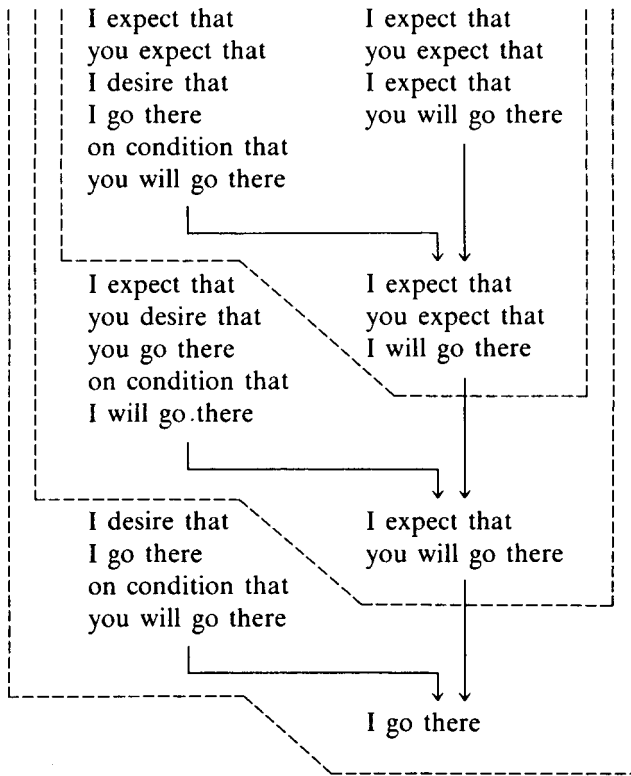 I expect that
you expect that
I desire that
I go there
on condition that
you will go there
I expect that
you expect that
I expect that
you will go there
I expect that
you desire that
you go there
on condition that
I will go there
I expect that
you expect that
I will go there
I desire that
I go there
on condition that
you will go there
I expect that
you will go there
I go there